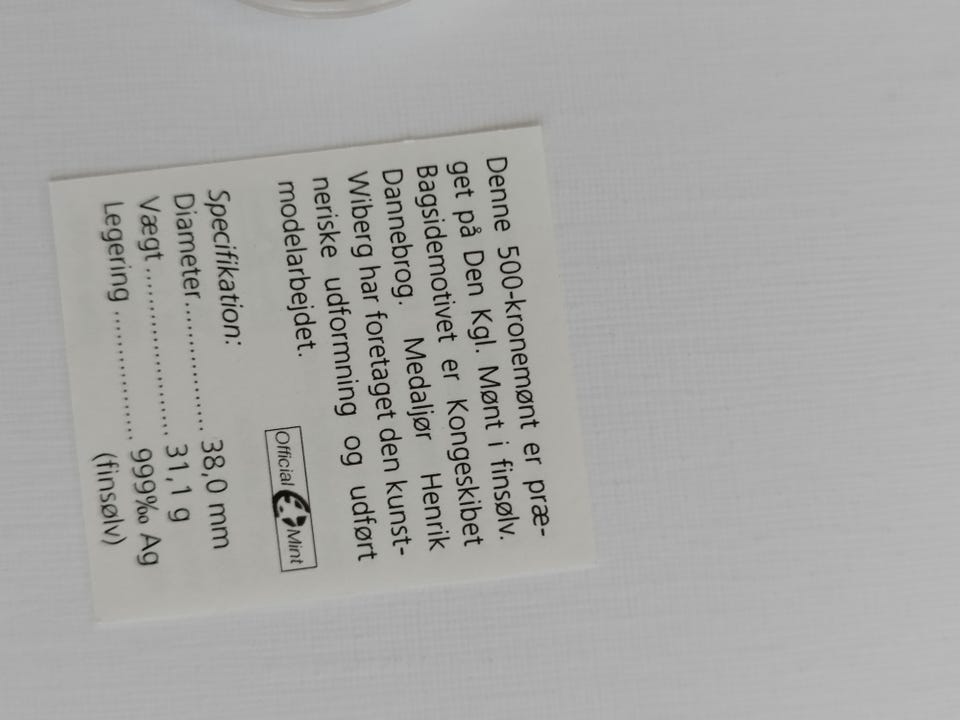 Denne 500-kronemønt er præ-
get på Den Kgl. Mønt i finsølv.
Bagsidemotivet er Kongeskibet
Dannebrog. Medaljør Henrik
Wiberg har foretaget den kunst-
neriske udformning og udført
modelarbejdet.
Official Mint
Specifikation:
Diameter................ 38,0 mm
Vægt ..................... 31,1 g
Legering ................ 999‰ Ag
(finsølv)